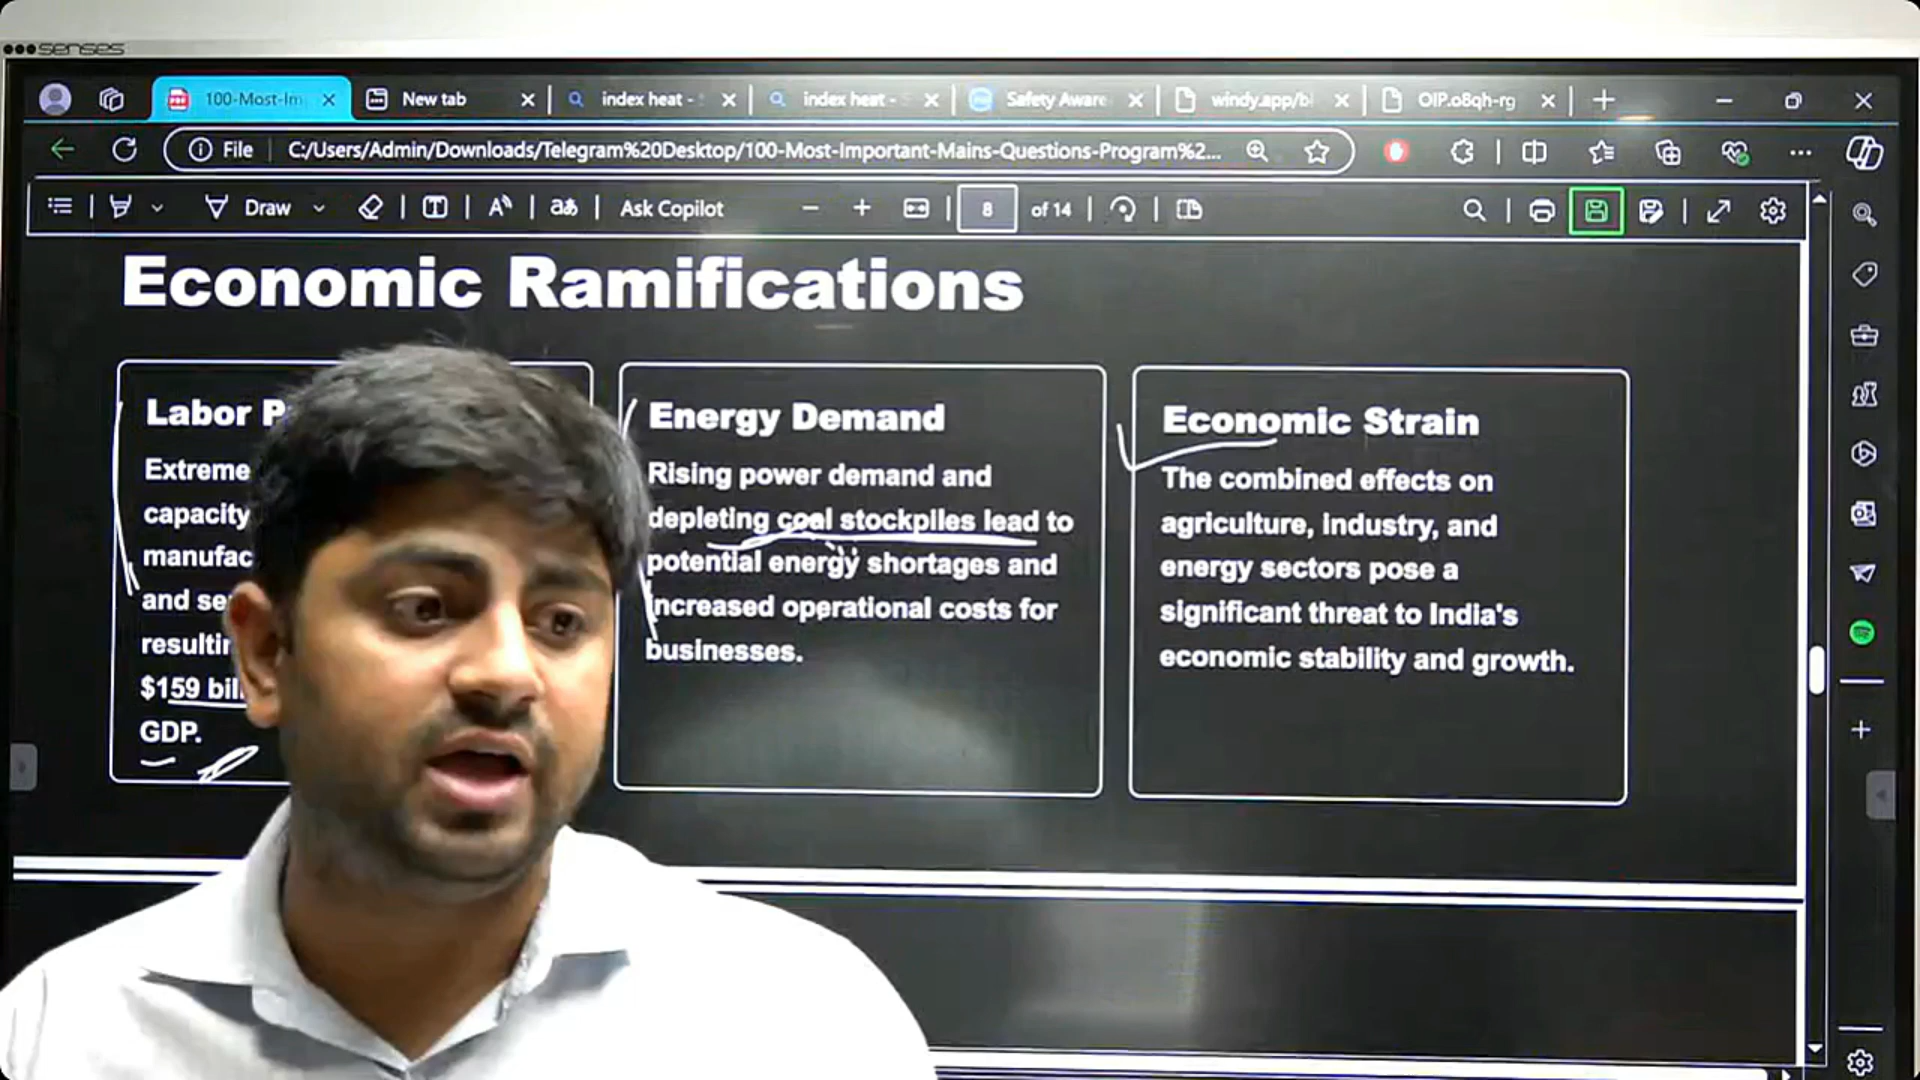 senses
100-Most-Im
New tab
index heat -
index heat -
Safety Aware
windy.app/bl
OIP.o8qh-rg
File
C:/Users/Admin/Downloads/Telegram%20Desktop/100-Most-Important-Mains-Questions-Program%2...
Draw
Ask Copilot
8
of 14
Economic Ramifications
Labor P
Extreme
capacity
manufac
and se
resultin
$159 bil
GDP.
Energy Demand
Rising power demand and
depleting coal stockpiles lead to
potential energy shortages and
increased operational costs for
businesses.
Economic Strain
The combined effects on
agriculture, industry, and
energy sectors pose a
significant threat to India's
economic stability and growth.